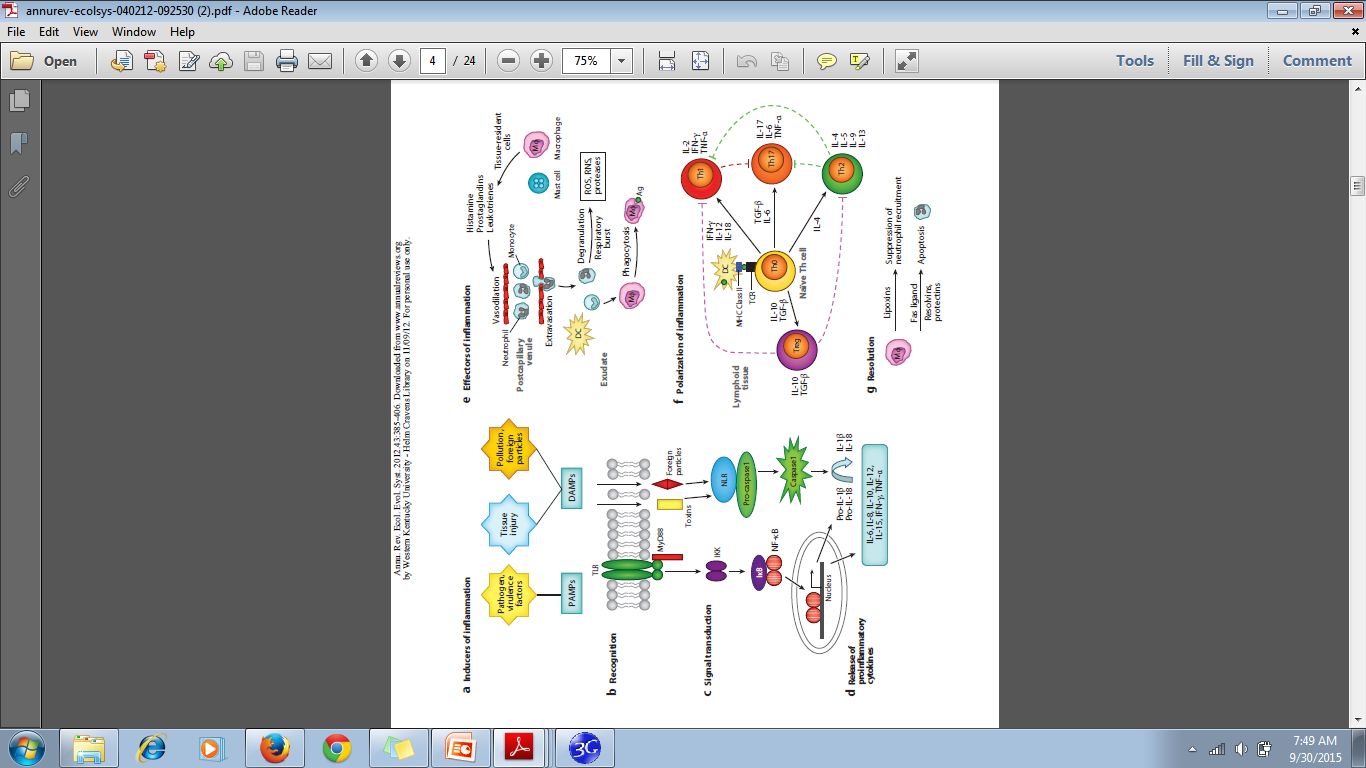 annurev-ecolsys-040212-092530 (2).pdf - Adobe Reader
File Edit View Window Help
Open
4 / 24
75%
Tools
Fill & Sign
Comment
Annu. Rev. Ecol. Evol. Syst. 2012.43:385-406. Downloaded from www.annualreviews.org
by Western Kentucky University - Helm Cravens Library on 11/09/12. For personal use only.
a Inducers of inflammation
Pathogen,
virulence
factors
Tissue
injury
Pollution,
foreign
particles
PAMPs
DAMPs
b Recognition
TLR
MyD88
Toxins
Foreign
particles
c Signal transduction
IKK
NLR
Pro-caspase1
IκB
NF-κB
Caspase1
Nucleus
d Release of
proinflammatory
cytokines
Pro-IL-1β
Pro-IL-18
IL-1β
IL-18
IL-6, IL-8, IL-10, IL-12,
IL-15, IFN-γ, TNF-α
e Effectors of inflammation
Histamine
Prostaglandins
Leukotrienes
Tissue-resident
cells
Ma
Mast cell
Macrophage
Vasodilation
Neutrophil
Monocyte
Postcapillary
venule
Extravasation
DC
Exudate
Degranulation
Respiratory
burst
ROS, RNS,
proteases
Phagocytosis
Ma
Ma
Ag
f Polarization of inflammation
Lymphoid
tissue
DC
MHC Class II
TCR
Th0
Naïve Th cell
IFN-γ
IL-12
IL-18
Th1
IL-2
IFN-γ
TNF-α
TGF-β
IL-6
Th17
IL-17
IL-6
TNF-α
IL-4
Th2
IL-4
IL-5
IL-9
IL-13
IL-10
TGF-β
Treg
IL-10
TGF-β
g Resolution
Ma
Lipoxins
Suppression of
neutrophil recruitment
Fas ligand
Resolvins,
protectins
Apoptosis
3G
7:49 AM
9/30/2015